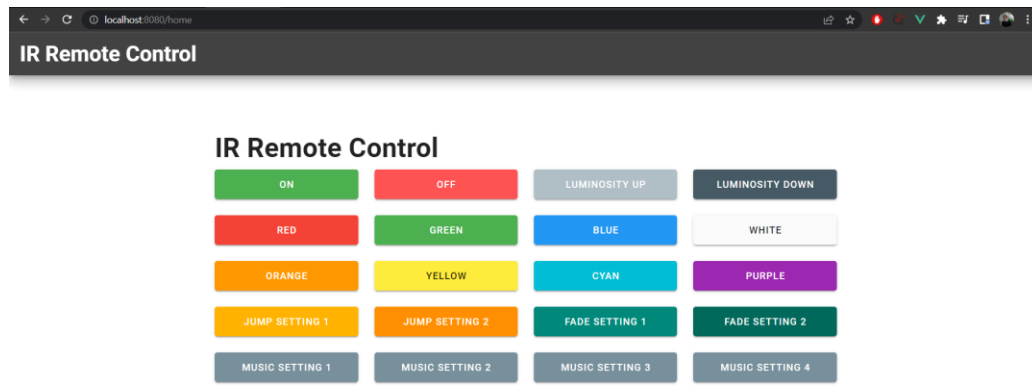 localhost:8080/home
IR Remote Control
IR Remote Control
ON OFF LUMINOSITY UP LUMINOSITY DOWN
RED GREEN BLUE WHITE
ORANGE YELLOW CYAN PURPLE
JUMP SETTING 1 JUMP SETTING 2 FADE SETTING 1 FADE SETTING 2
MUSIC SETTING 1 MUSIC SETTING 2 MUSIC SETTING 3 MUSIC SETTING 4